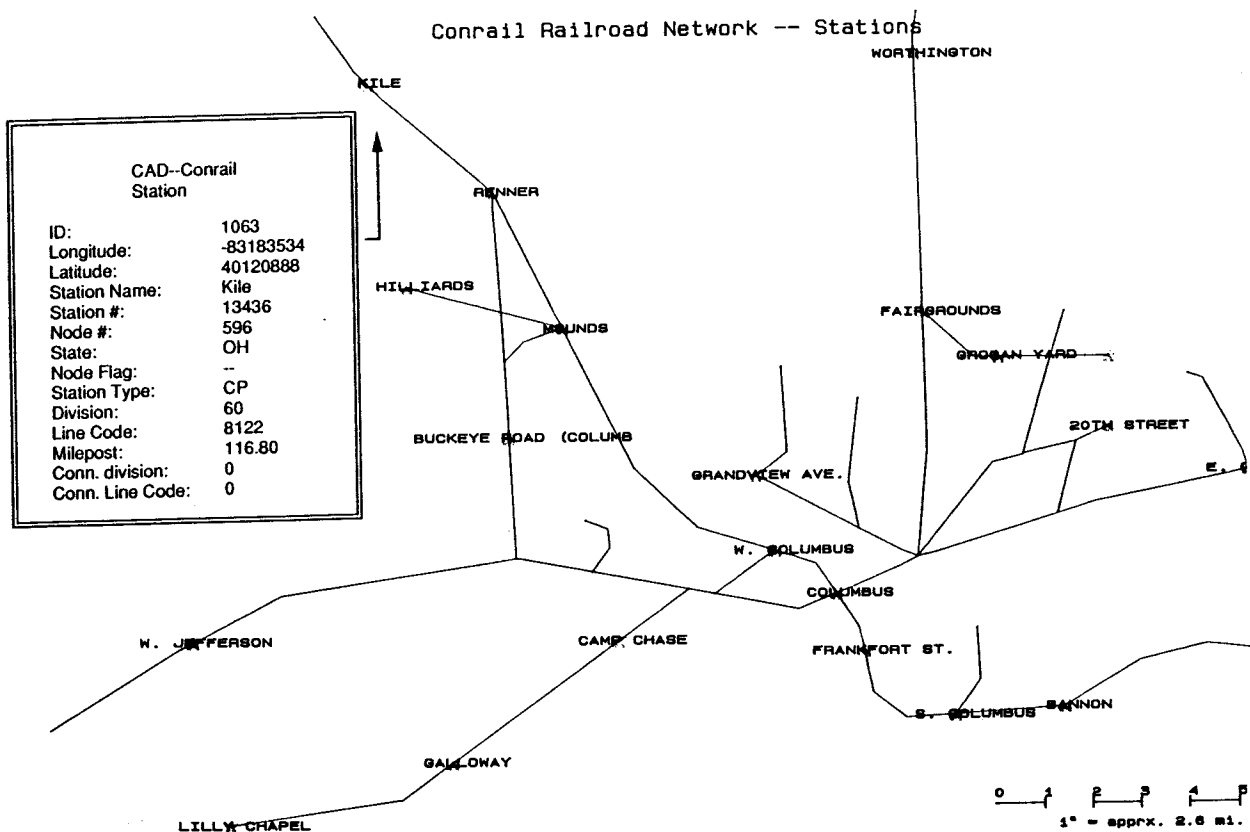 Conrail Railroad Network -- Stations
WORTHINGTON
KILE
CAD--Conrail
Station
ID: 1063
Longitude: -83183534
Latitude: 40120888
Station Name: Kile
Station #: 13436
Node #: 596
State: OH
Node Flag: --
Station Type: CP
Division: 60
Line Code: 8122
Milepost: 116.80
Conn. division: 0
Conn. Line Code: 0
RENNER
HILLIARDS
MOUNDS
FAIRGROUNDS
GROGAN YARD
BUCKEYE ROAD (COLUMB
20TH STREET
GRANDVIEW AVE.
E.
W. COLUMBUS
COLUMBUS
W. JEFFERSON
CAMP CHASE
FRANKFORT ST.
S. COLUMBUS
BANNON
GALLOWAY
LILLY CHAPEL
0 1 2 3 4 5
1" = apprx. 2.6 mi.